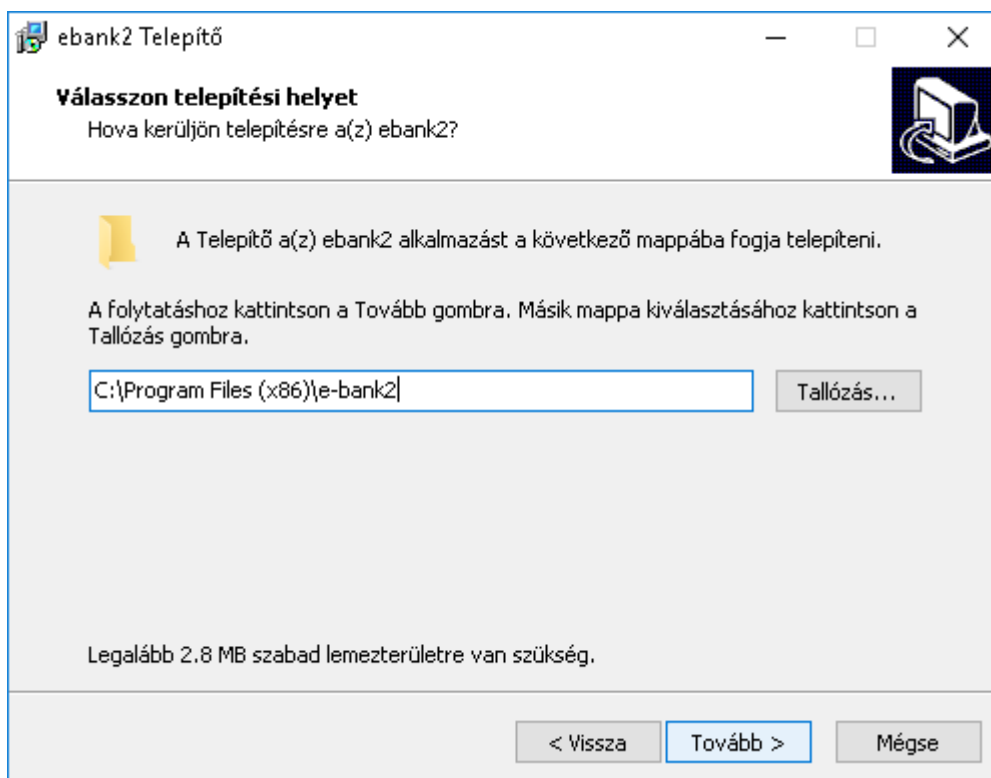 ebank2 Telepítő
Válasszon telepítési helyet
Hova kerüljön telepítésre a(z) ebank2?
A Telepítő a(z) ebank2 alkalmazást a következő mappába fogja telepíteni.
A folytatáshoz kattintson a Tovább gombra. Másik mappa kiválasztásához kattintson a
Tallózás gombra.
C:\Program Files (x86)\e-bank2
Tallózás...
Legalább 2.8 MB szabad lemezterületre van szükség.
< Vissza
Tovább >
Mégse